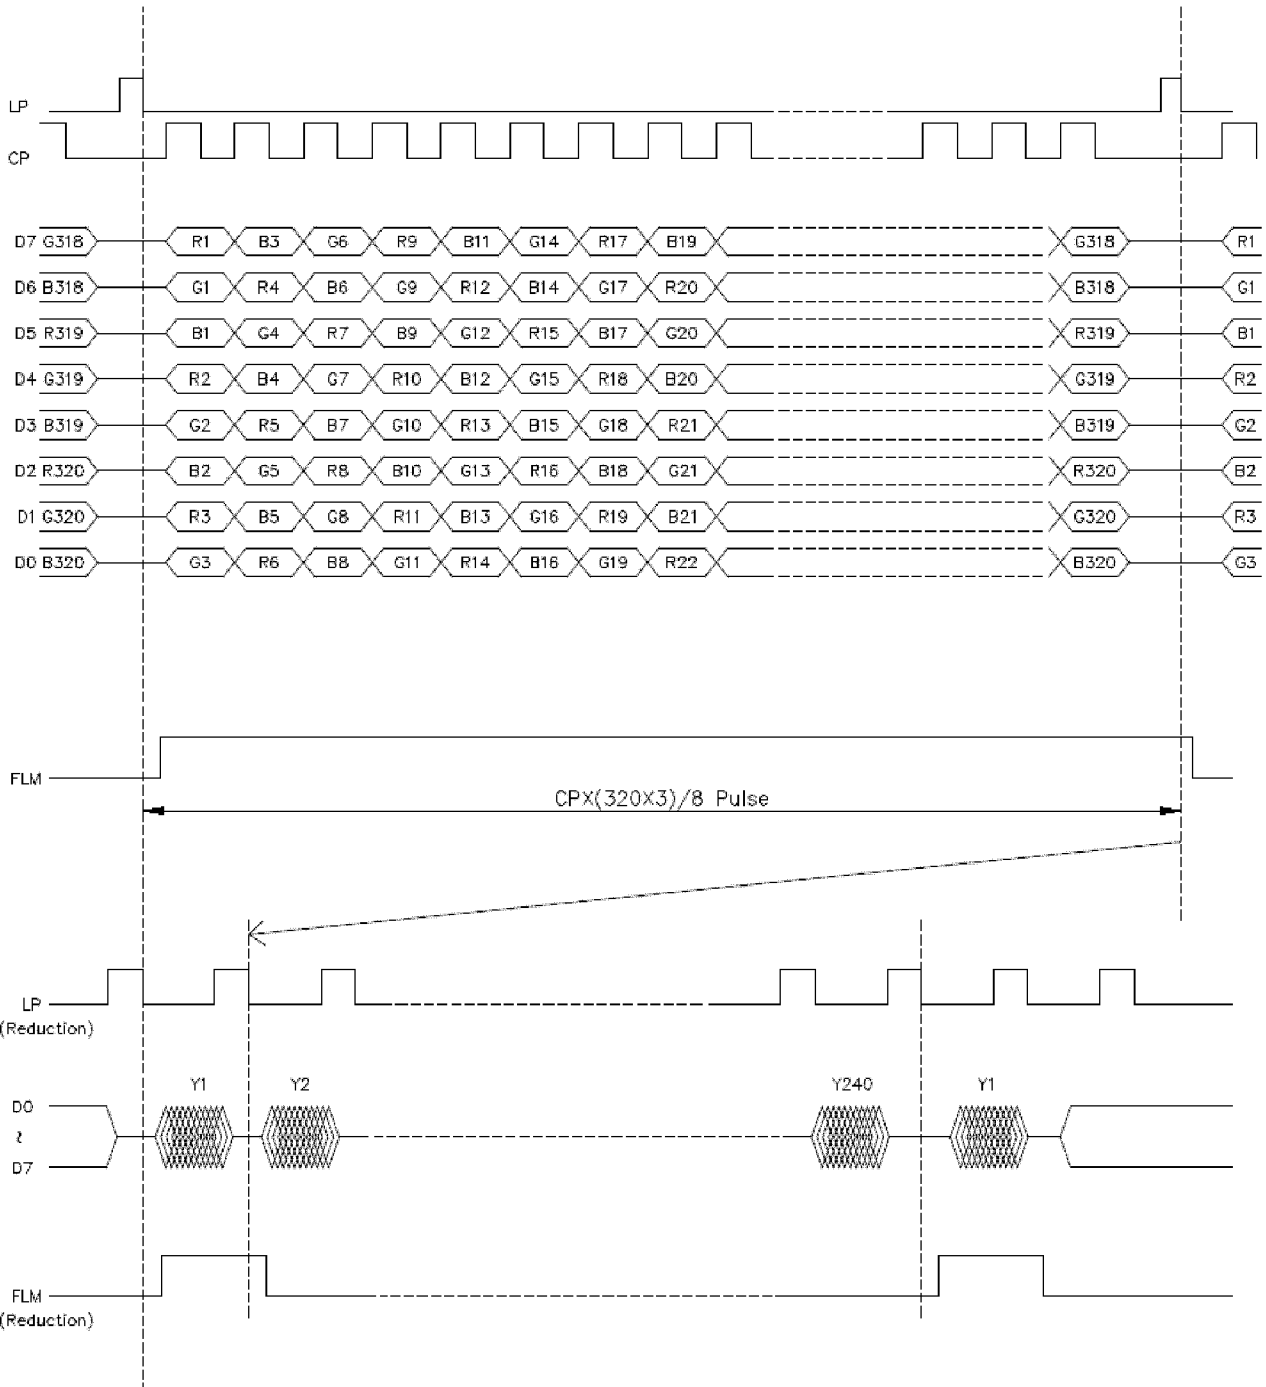 LP
CP
D7 G318 R1 B3 G6 R9 B11 G14 R17 B19 G318 R1
D6 B318 G1 R4 B6 G9 R12 B14 G17 R20 B318 G1
D5 R319 B1 G4 R7 B9 G12 R15 B17 G20 R319 B1
D4 G319 R2 B4 G7 R10 B12 G15 R18 B20 G319 R2
D3 B319 G2 R5 B7 G10 R13 B15 G18 R21 B319 G2
D2 R320 B2 G5 R8 B10 G13 R16 B18 G21 R320 B2
D1 G320 R3 B5 G8 R11 B13 G16 R19 B21 G320 R3
D0 B320 G3 R6 B8 G11 R14 B16 G19 R22 B320 G3
FLM
CPX(320X3)/8 Pulse
LP
(Reduction)
Y1 Y2 Y240 Y1
D0
~
D7
FLM
(Reduction)